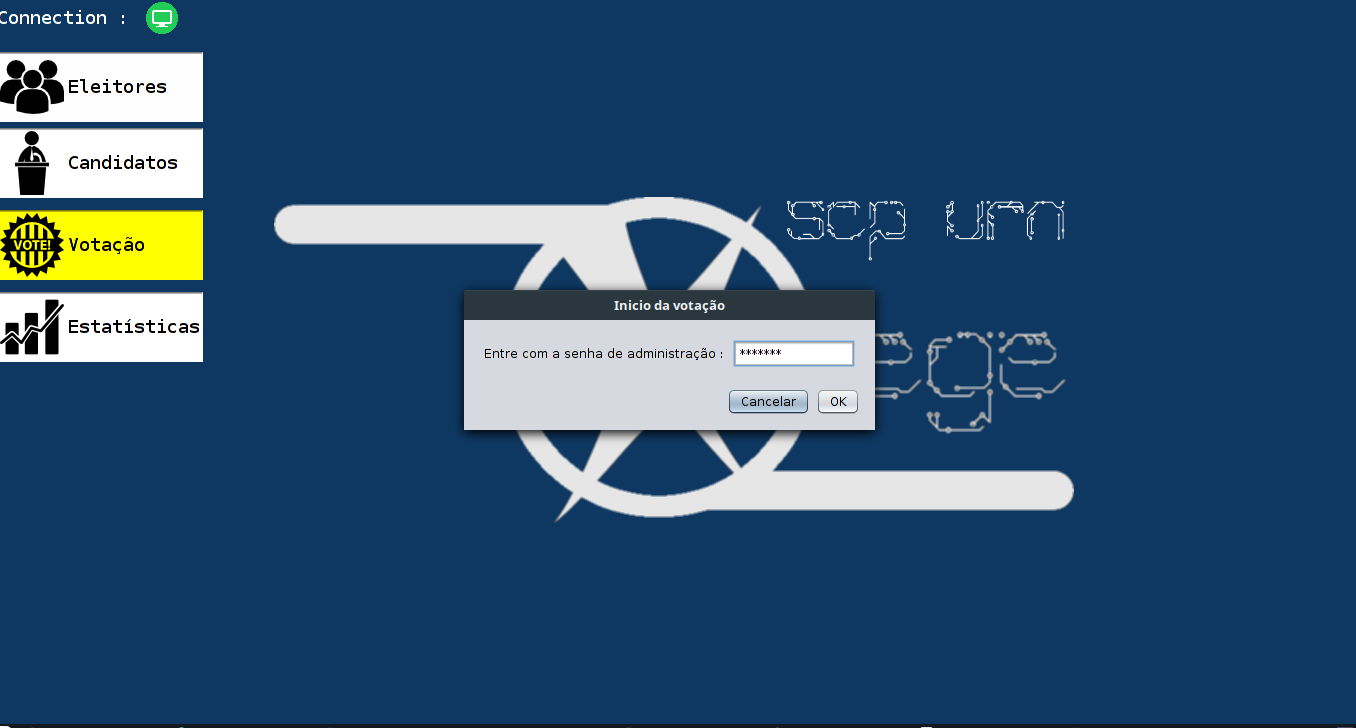 Connection :
Eleitores
Candidatos
VOTE!
Votação
Estatísticas
scp urn
ege
Inicio da votação
Entre com a senha de administração :
*******
Cancelar
OK